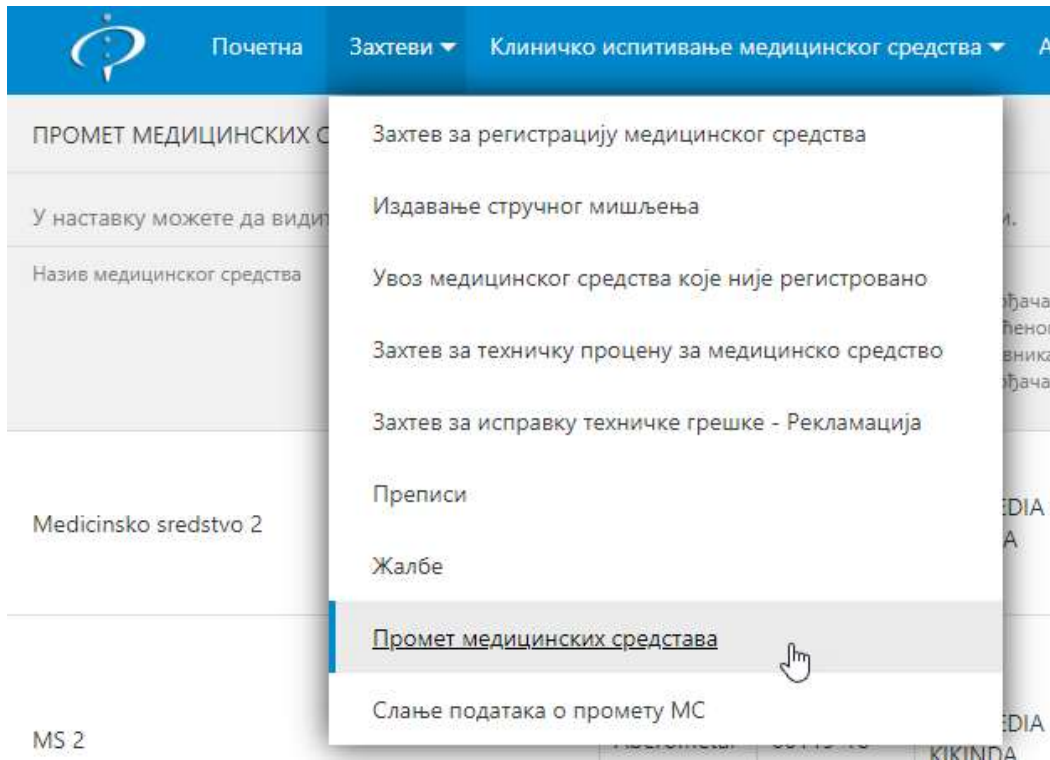 Почетна Захтеви Клиничко испитивање медицинског средства
ПРОМЕТ МЕДИЦИНСКИХ
Захтев за регистрацију медицинског средства
У наставку можете да
Издавање стручног мишљења
Назив медицинског средства
Увоз медицинског средства које није регистровано
Захтев за техничку процену за медицинско средство
Захтев за исправку техничке грешке - Рекламација
Преписи
Medicinsko sredstvo 2
Жалбе
Промет медицинских средстава
Слање података о промету МС
MS 2
KIKINDA